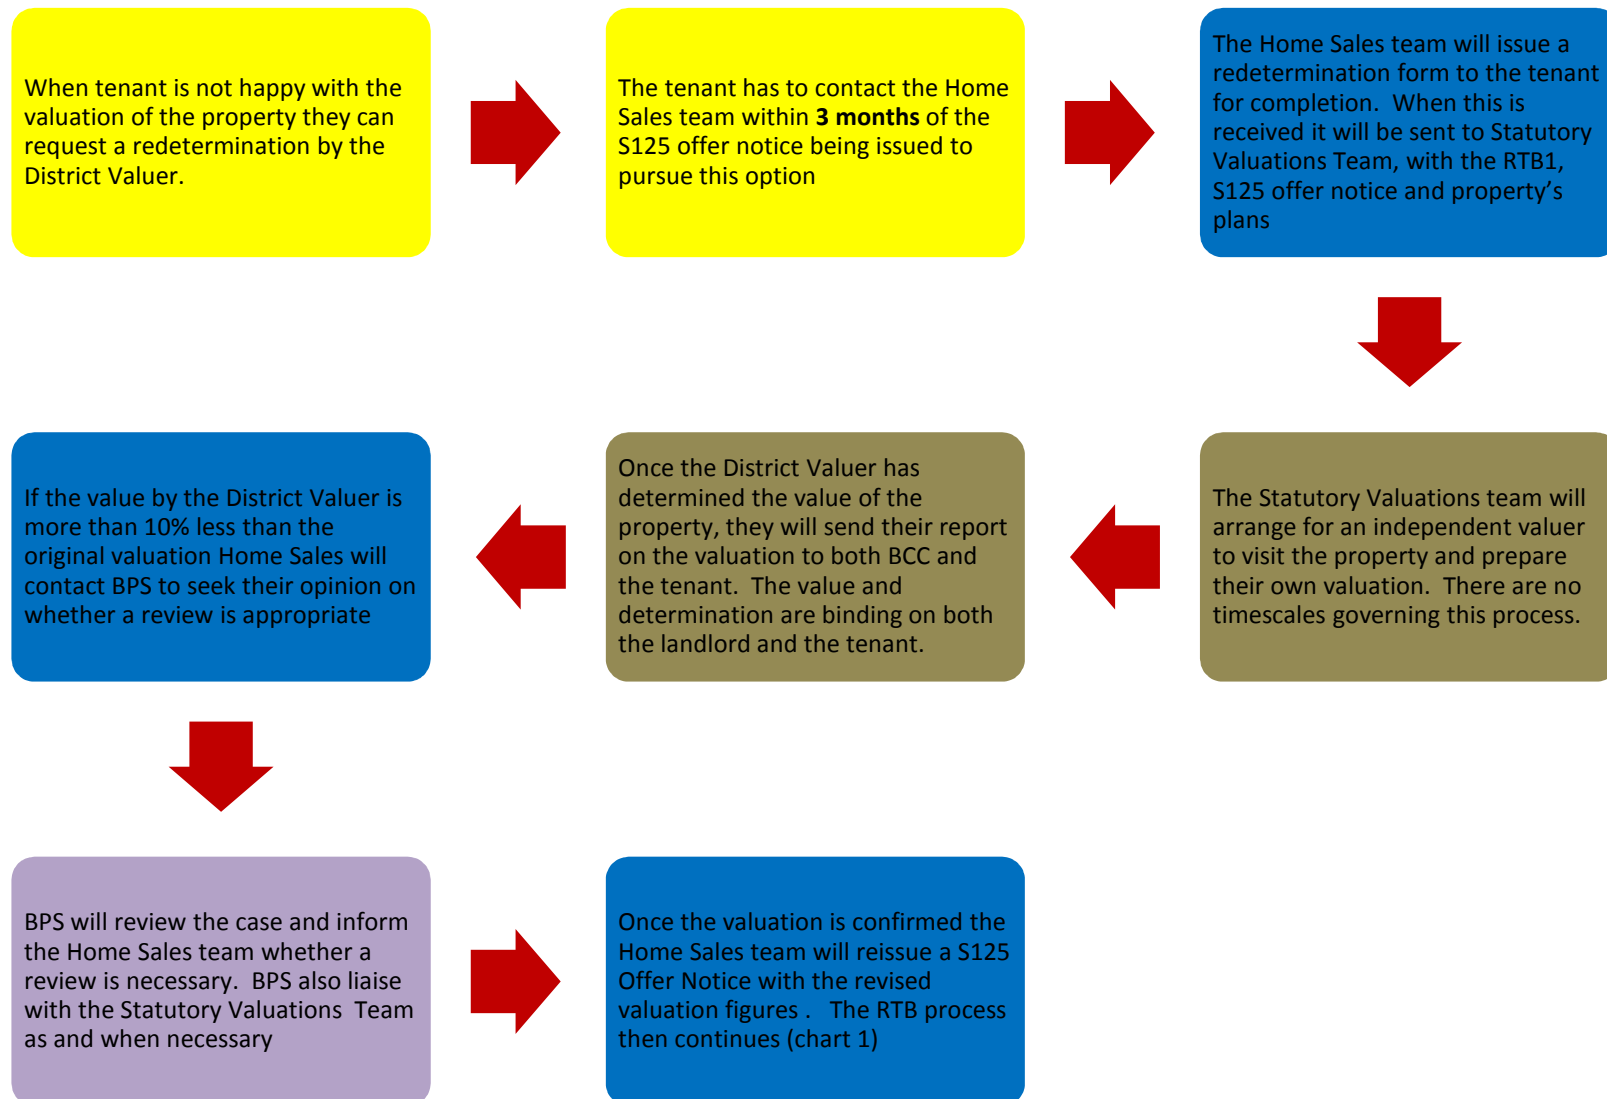 When tenant is not happy with the
valuation of the property they can
request a redetermination by the
District Valuer.
The tenant has to contact the Home
Sales team within 3 months of the
S125 offer notice being issued to
pursue this option
The Home Sales team will issue a
redetermination form to the tenant
for completion.  When this is
received it will be sent to Statutory
Valuations Team, with the RTB1,
S125 offer notice and property’s
plans
The Statutory Valuations team will
arrange for an independent valuer
to visit the property and prepare
their own valuation.  There are no
timescales governing this process.
Once the District Valuer has
determined the value of the
property, they will send their report
on the valuation to both BCC and
the tenant.  The value and
determination are binding on both
the landlord and the tenant.
If the value by the District Valuer is
more than 10% less than the
original valuation Home Sales will
contact BPS to seek their opinion on
whether a review is appropriate
BPS will review the case and inform
the Home Sales team whether a
review is necessary.  BPS also liaise
with the Statutory Valuations  Team
as and when necessary
Once the valuation is confirmed the
Home Sales team will reissue a S125
Offer Notice with the revised
valuation figures .   The RTB process
then continues (chart 1)